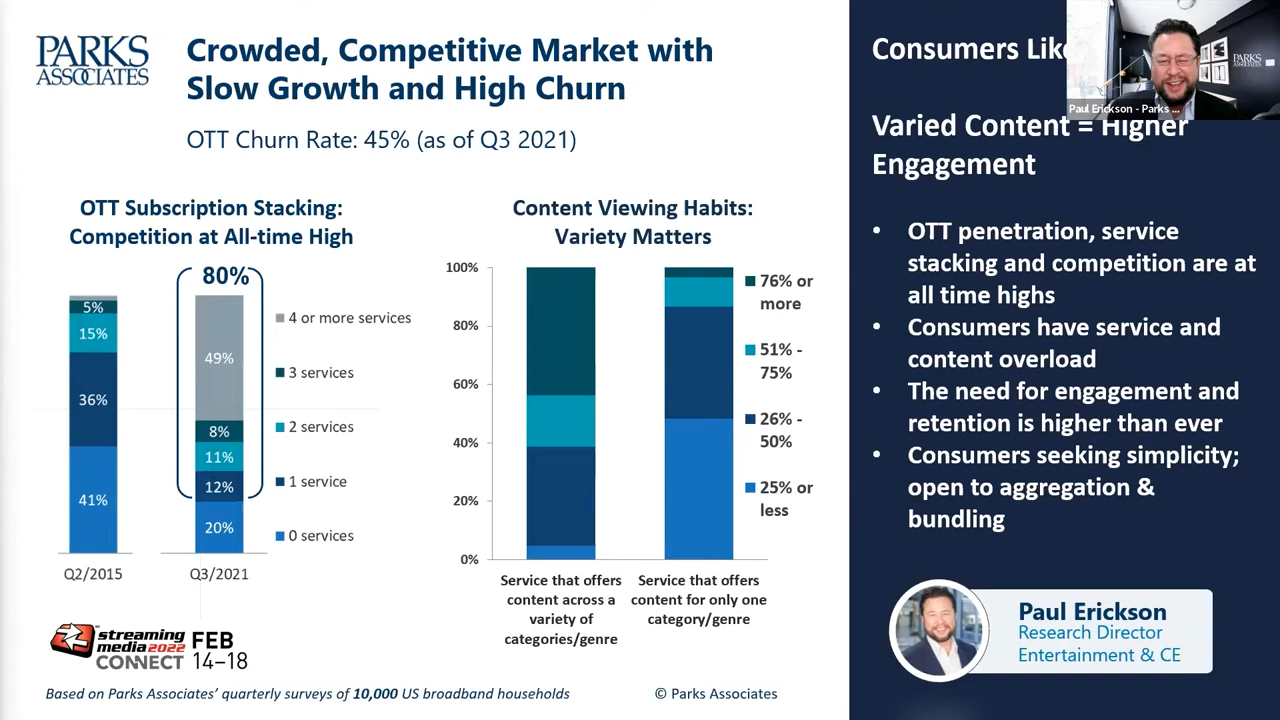 PARKS
ASSOCIATES
Crowded, Competitive Market with
Slow Growth and High Churn
OTT Churn Rate: 45% (as of Q3 2021)
OTT Subscription Stacking:
Competition at All-time High
80%
5%
15%
36%
41%
49%
8%
11%
12%
20%
Q2/2015
Q3/2021
4 or more services
3 services
2 services
1 service
0 services
Content Viewing Habits:
Variety Matters
100%
80%
60%
40%
20%
0%
76% or
more
51% -
75%
26% -
50%
25% or
less
Service that offers
content across a
variety of
categories/genre
Service that offers
content for only one
category/genre
streaming
media 2022
CONNECT
FEB
14–18
Based on Parks Associates’ quarterly surveys of 10,000 US broadband households
© Parks Associates
Consumers
PARKS
Paul Erickson - Parks ...
Varied Content = Higher
Engagement
• OTT penetration, service
stacking and competition are at
all time highs
• Consumers have service and
content overload
• The need for engagement and
retention is higher than ever
• Consumers seeking simplicity;
open to aggregation &
bundling
Paul Erickson
Research Director
Entertainment & CE